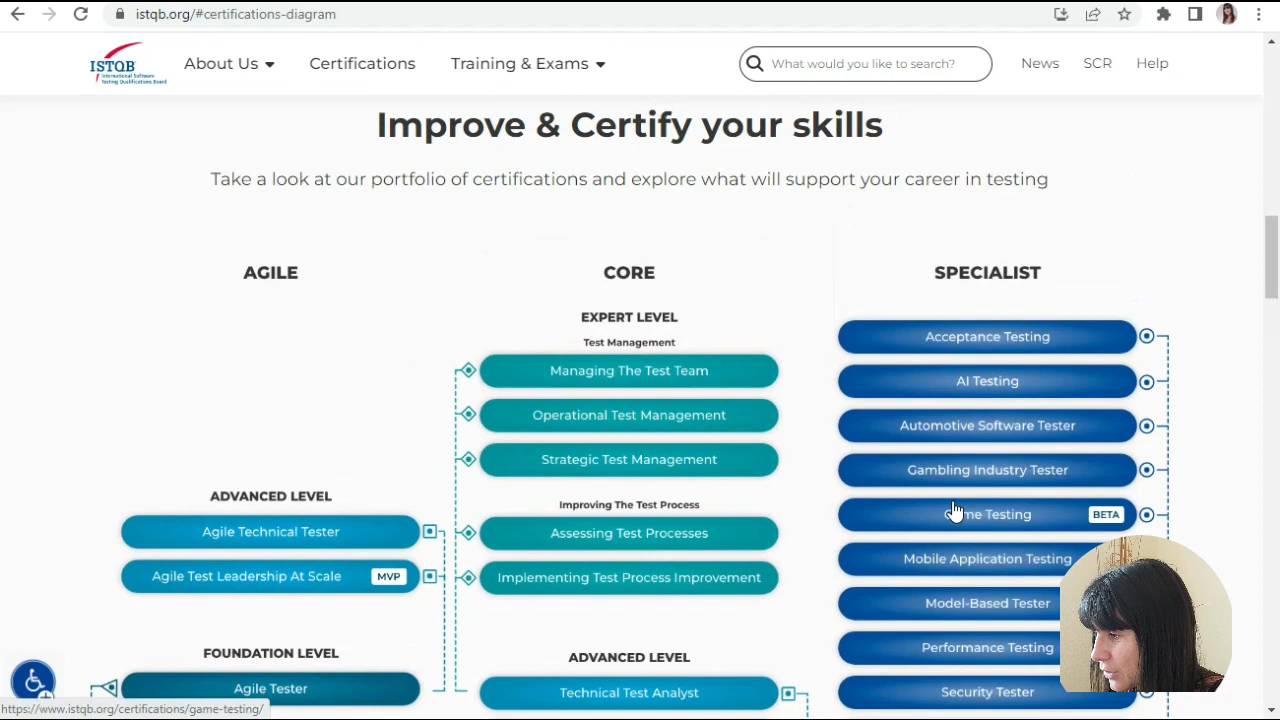 istqb.org/#certifications-diagram
ISTQB
International Software
Testing Qualifications Board
About Us
Certifications
Training & Exams
What would you like to search?
News
SCR
Help
Improve & Certify your skills
Take a look at our portfolio of certifications and explore what will support your career in testing
AGILE
ADVANCED LEVEL
Agile Technical Tester
Agile Test Leadership At Scale MVP
FOUNDATION LEVEL
Agile Tester
CORE
EXPERT LEVEL
Test Management
Managing The Test Team
Operational Test Management
Strategic Test Management
Improving The Test Process
Assessing Test Processes
Implementing Test Process Improvement
ADVANCED LEVEL
Technical Test Analyst
SPECIALIST
Acceptance Testing
AI Testing
Automotive Software Tester
Gambling Industry Tester
Game Testing BETA
Mobile Application Testing
Model-Based Tester
Performance Testing
Security Tester
https://www.istqb.org/certifications/game-testing/